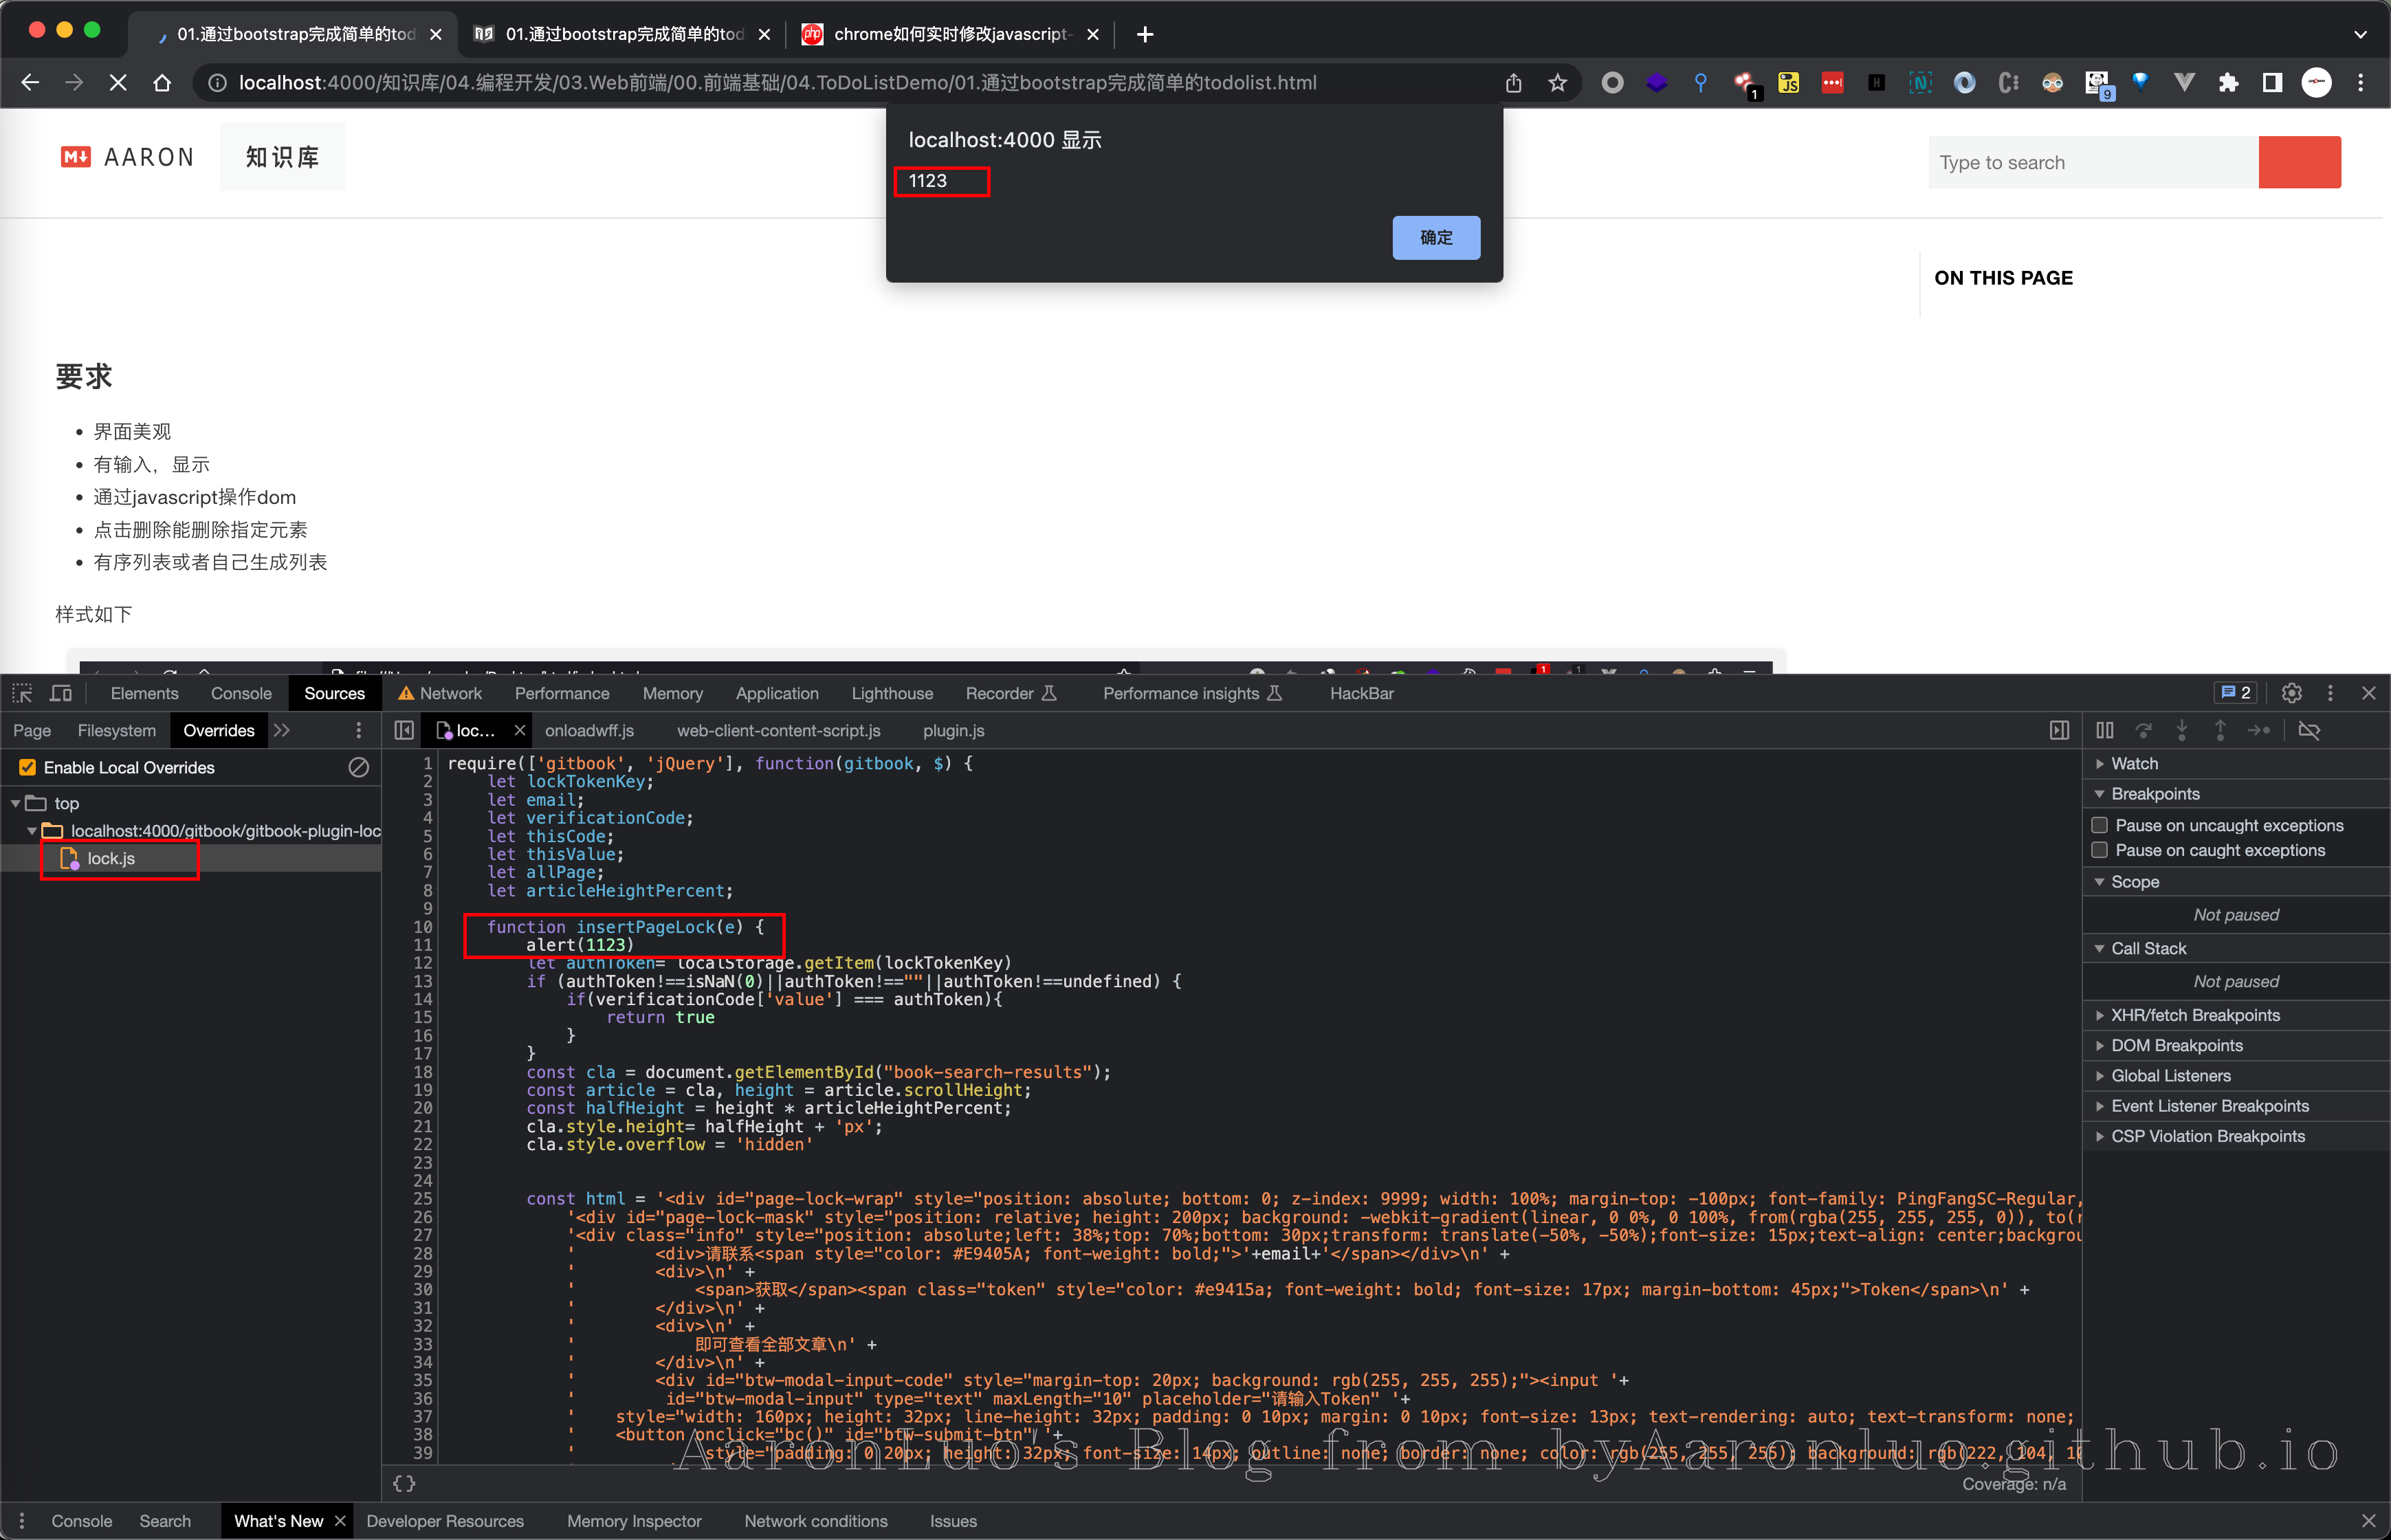 01.通过bootstrap完成简单的tod
01.通过bootstrap完成简单的tod
php
chrome如何实时修改javascript-
localhost:4000/知识库/04.编程开发/03.Web前端/00.前端基础/04.ToDoListDemo/01.通过bootstrap完成简单的todolist.html
1
JS
H
N
9
localhost:4000 显示
1123
确定
AARON
知识库
Type to search
ON THIS PAGE
要求
界面美观
有输入，显示
通过javascript操作dom
点击删除能删除指定元素
有序列表或者自己生成列表
样式如下
Elements
Console
Sources
Network
Performance
Memory
Application
Lighthouse
Recorder
Performance insights
HackBar
2
Page
Filesystem
Overrides
loc...
onloadwff.js
web-client-content-script.js
plugin.js
Enable Local Overrides
top
localhost:4000/gitbook/gitbook-plugin-loc
lock.js
1 require(['gitbook', 'jQuery'], function(gitbook, $) {
2 let lockTokenKey;
3 let email;
4 let verificationCode;
5 let thisCode;
6 let thisValue;
7 let allPage;
8 let articleHeightPercent;
9
10 function insertPageLock(e) {
11 alert(1123)
12 let authToken= localStorage.getItem(lockTokenKey)
13 if (authToken!==isNaN(0)||authToken!==""||authToken!==undefined) {
14 if(verificationCode['value'] === authToken){
15 return true
16 }
17 }
18 const cla = document.getElementById("book-search-results");
19 const article = cla, height = article.scrollHeight;
20 const halfHeight = height * articleHeightPercent;
21 cla.style.height= halfHeight + 'px';
22 cla.style.overflow = 'hidden'
23
24
25 const html = '<div id="page-lock-wrap" style="position: absolute; bottom: 0; z-index: 9999; width: 100%; margin-top: -100px; font-family: PingFangSC-Regular,
26 '<div id="page-lock-mask" style="position: relative; height: 200px; background: -webkit-gradient(linear, 0 0%, 0 100%, from(rgba(255, 255, 255, 0)), to(r
27 '<div class="info" style="position: absolute;left: 38%;top: 70%;bottom: 30px;transform: translate(-50%, -50%);font-size: 15px;text-align: center;backgrou
28 ' <div>请联系<span style="color: #E9405A; font-weight: bold;">'+email+'</span></div>\n' +
29 ' <div>\n' +
30 ' <span>获取</span><span class="token" style="color: #e9415a; font-weight: bold; font-size: 17px; margin-bottom: 45px;">Token</span>\n' +
31 ' </div>\n' +
32 ' <div>\n' +
33 ' 即可查看全部文章\n' +
34 ' </div>\n' +
35 ' <div id="btw-modal-input-code" style="margin-top: 20px; background: rgb(255, 255, 255);"><input '+
36 ' id="btw-modal-input" type="text" maxLength="10" placeholder="请输入Token" '+
37 ' style="width: 160px; height: 32px; line-height: 32px; padding: 0 10px; margin: 0 10px; font-size: 13px; text-rendering: auto; text-transform: none;
38 ' <button onclick="bc()" id="btw-submit-btn" '+
39 ' style="padding: 0 20px; height: 32px; font-size: 14px; outline: none; border: none; color: rgb(255, 255, 255); background: rgb(222, 104, 1
AaronLuo's Blog from byAaronluo.github.io
{}
Coverage: n/a
Watch
Breakpoints
Pause on uncaught exceptions
Pause on caught exceptions
Scope
Not paused
Call Stack
Not paused
XHR/fetch Breakpoints
DOM Breakpoints
Global Listeners
Event Listener Breakpoints
CSP Violation Breakpoints
Console
Search
What's New
Developer Resources
Memory Inspector
Network conditions
Issues